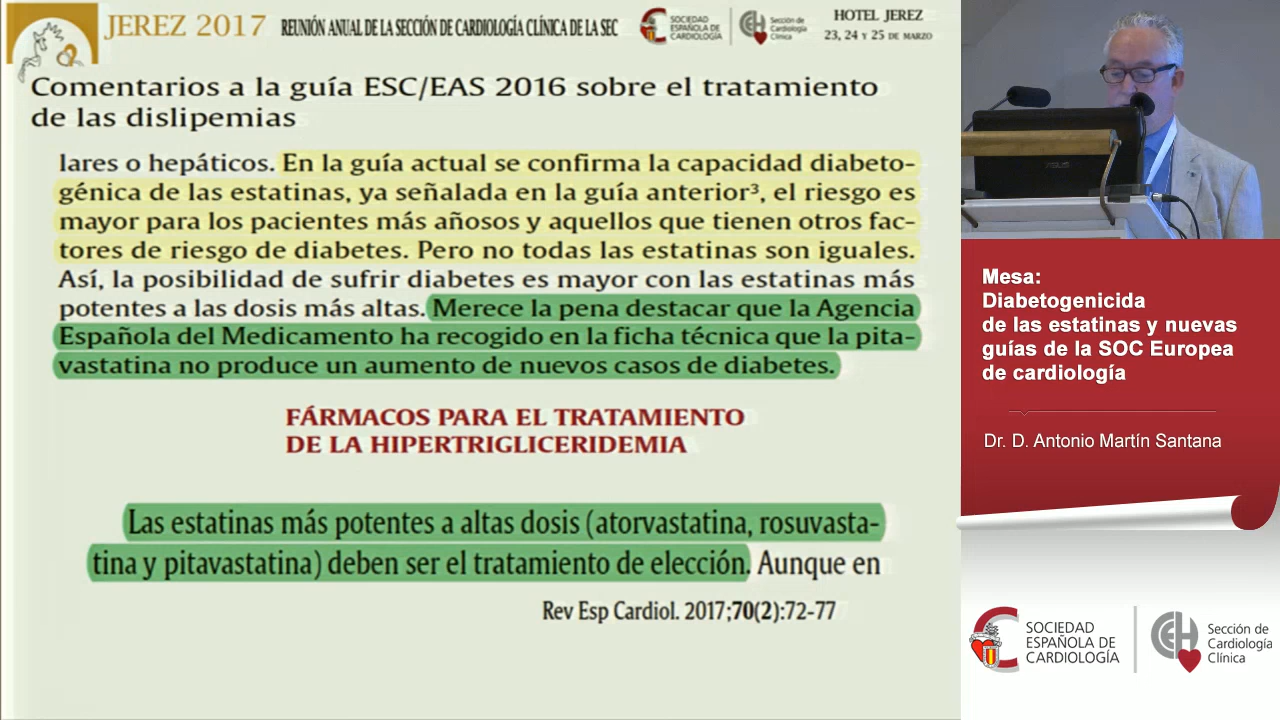 JEREZ 2017
REUNIÓN ANUAL DE LA SECCIÓN DE CARDIOLOGÍA CLÍNICA DE LA SEC
SOCIEDAD
ESPAÑOLA DE
CARDIOLOGÍA
Sección de
Cardiología
Clínica
HOTEL JEREZ
23, 24 Y 25 DE MARZO
Comentarios a la guía ESC/EAS 2016 sobre el tratamiento
de las dislipemias
lares o hepáticos. En la guía actual se confirma la capacidad diabeto-
génica de las estatinas, ya señalada en la guía anterior³, el riesgo es
mayor para los pacientes más añosos y aquellos que tienen otros fac-
tores de riesgo de diabetes. Pero no todas las estatinas son iguales.
Así, la posibilidad de sufrir diabetes es mayor con las estatinas más
potentes a las dosis más altas. Merece la pena destacar que la Agencia
Española del Medicamento ha recogido en la ficha técnica que la pita-
vastatina no produce un aumento de nuevos casos de diabetes.
FÁRMACOS PARA EL TRATAMIENTO
DE LA HIPERTRIGLICERIDEMIA
Las estatinas más potentes a altas dosis (atorvastatina, rosuvasta-
tina y pitavastatina) deben ser el tratamiento de elección. Aunque en
Rev Esp Cardiol. 2017;70(2):72-77
ASUS
Mesa:
Diabetogenicida
de las estatinas y nuevas
guías de la SOC Europea
de cardiología
Dr. D. Antonio Martín Santana
SOCIEDAD
ESPAÑOLA DE
CARDIOLOGÍA
Sección de
Cardiología
Clínica